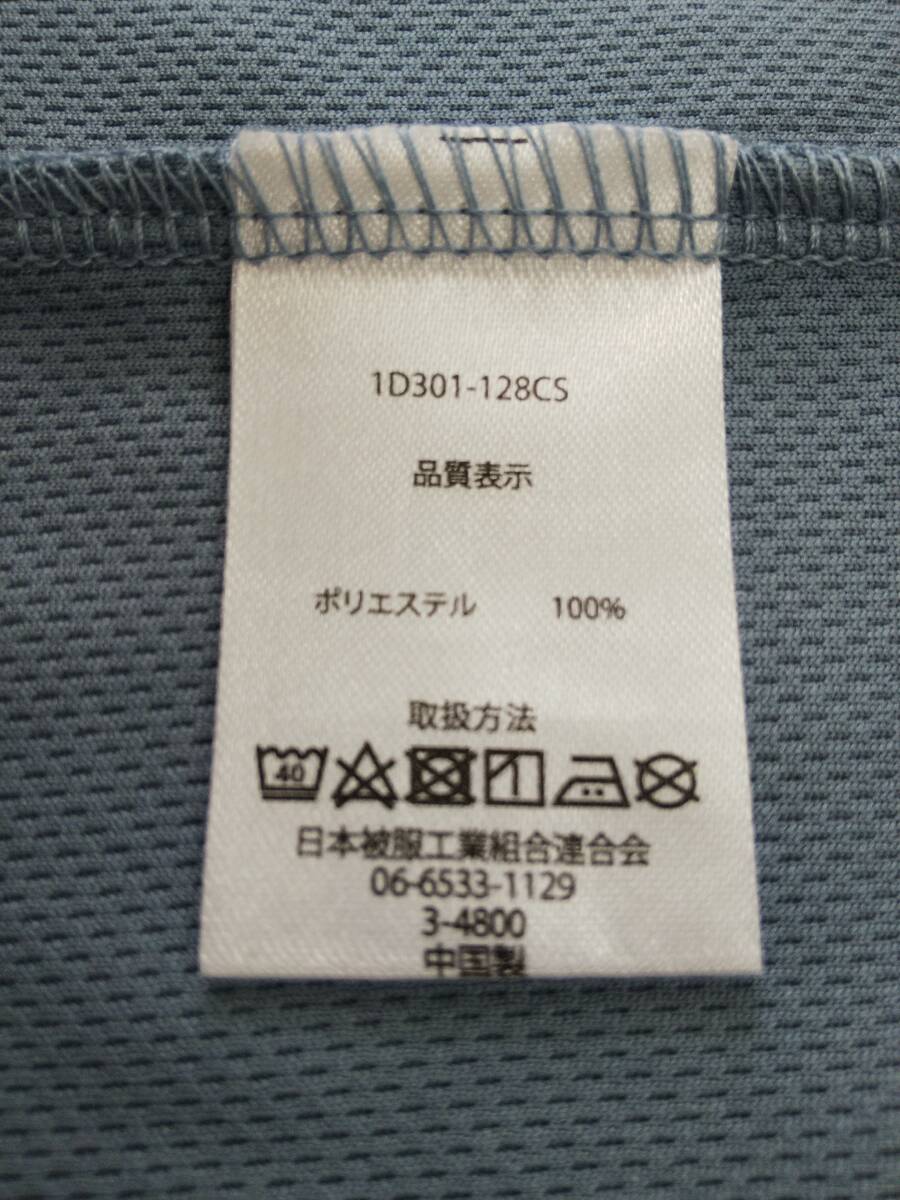 1D301-128CS
品質表示
ポリエステル 100%
取扱方法
40
日本被服工業組合連合会
06-6533-1129
3-4800
中国製